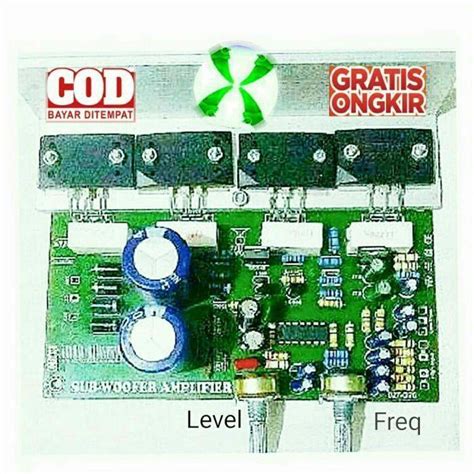 COD
BAYAR DITEMPAT
GRATIS
ONGKIR
SUB-WOOFER AMPLIFIER
Level
Freq